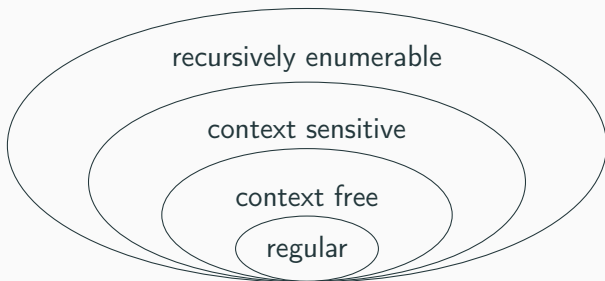 recursively enumerable
context sensitive
context free
regular